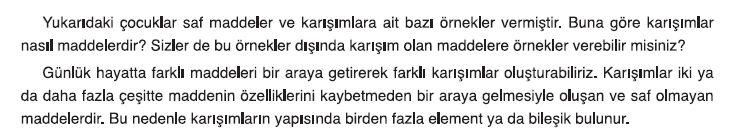 Yukarıdaki çocuklar saf maddeler ve karışımlara ait bazı örnekler vermiştir. Buna göre karışımlar
nasıl maddelerdir? Sizler de bu örnekler dışında karışım olan maddelere örnekler verebilir misiniz?
Günlük hayatta farklı maddeleri bir araya getirerek farklı karışımlar oluşturabiliriz. Karışımlar iki ya
da daha fazla çeşitte maddenin özelliklerini kaybetmeden bir araya gelmesiyle oluşan ve saf olmayan
maddelerdir. Bu nedenle karışımların yapısında birden fazla element ya da bileşik bulunur.